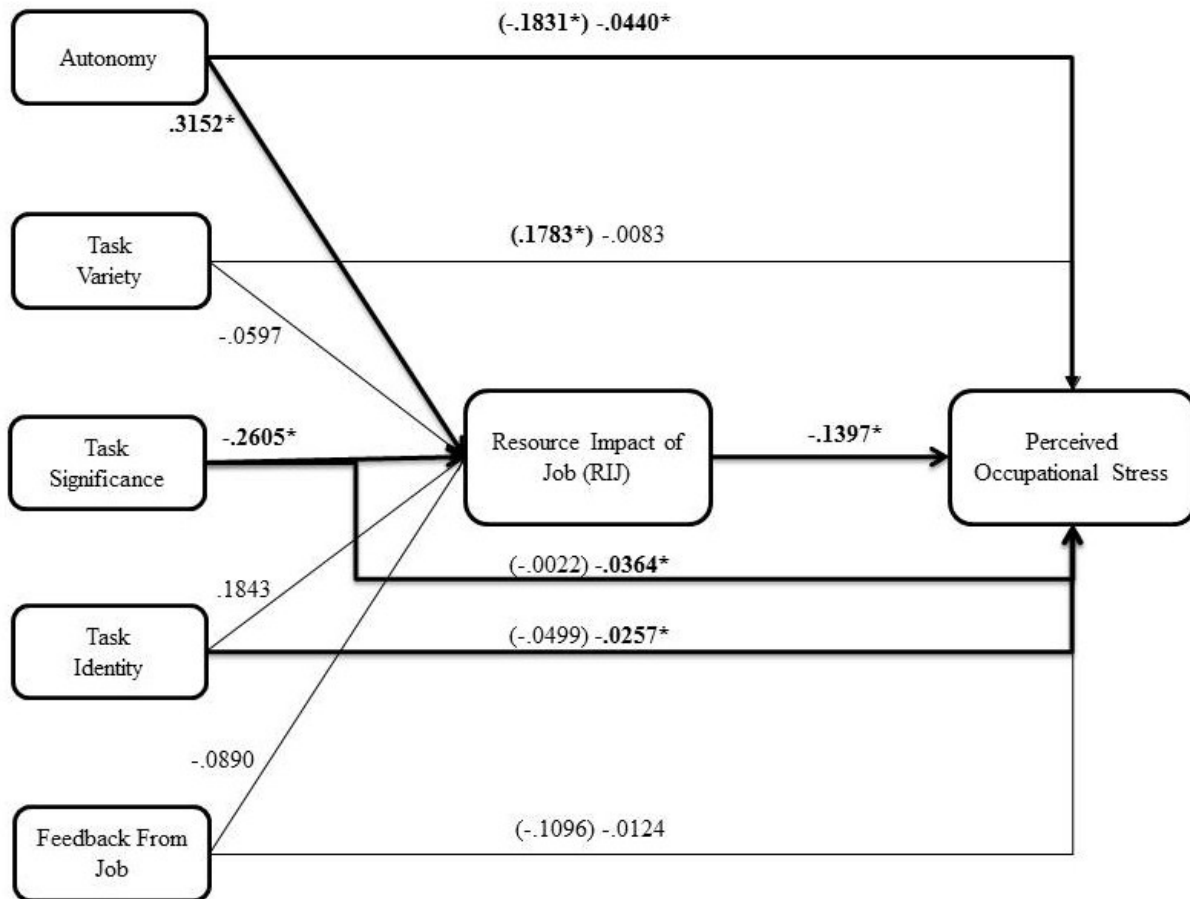 (-.1831*) -.0440*
Autonomy
.3152*
Task
Variety
(.1783*) -.0083
-.0597
Task
Significance
-.2605*
Resource Impact of
Job (RIJ)
-.1397*
Perceived
Occupational Stress
(-.0022) -.0364*
.1843
Task
Identity
(-.0499) -.0257*
-.0890
Feedback From
Job
(-.1096) -.0124